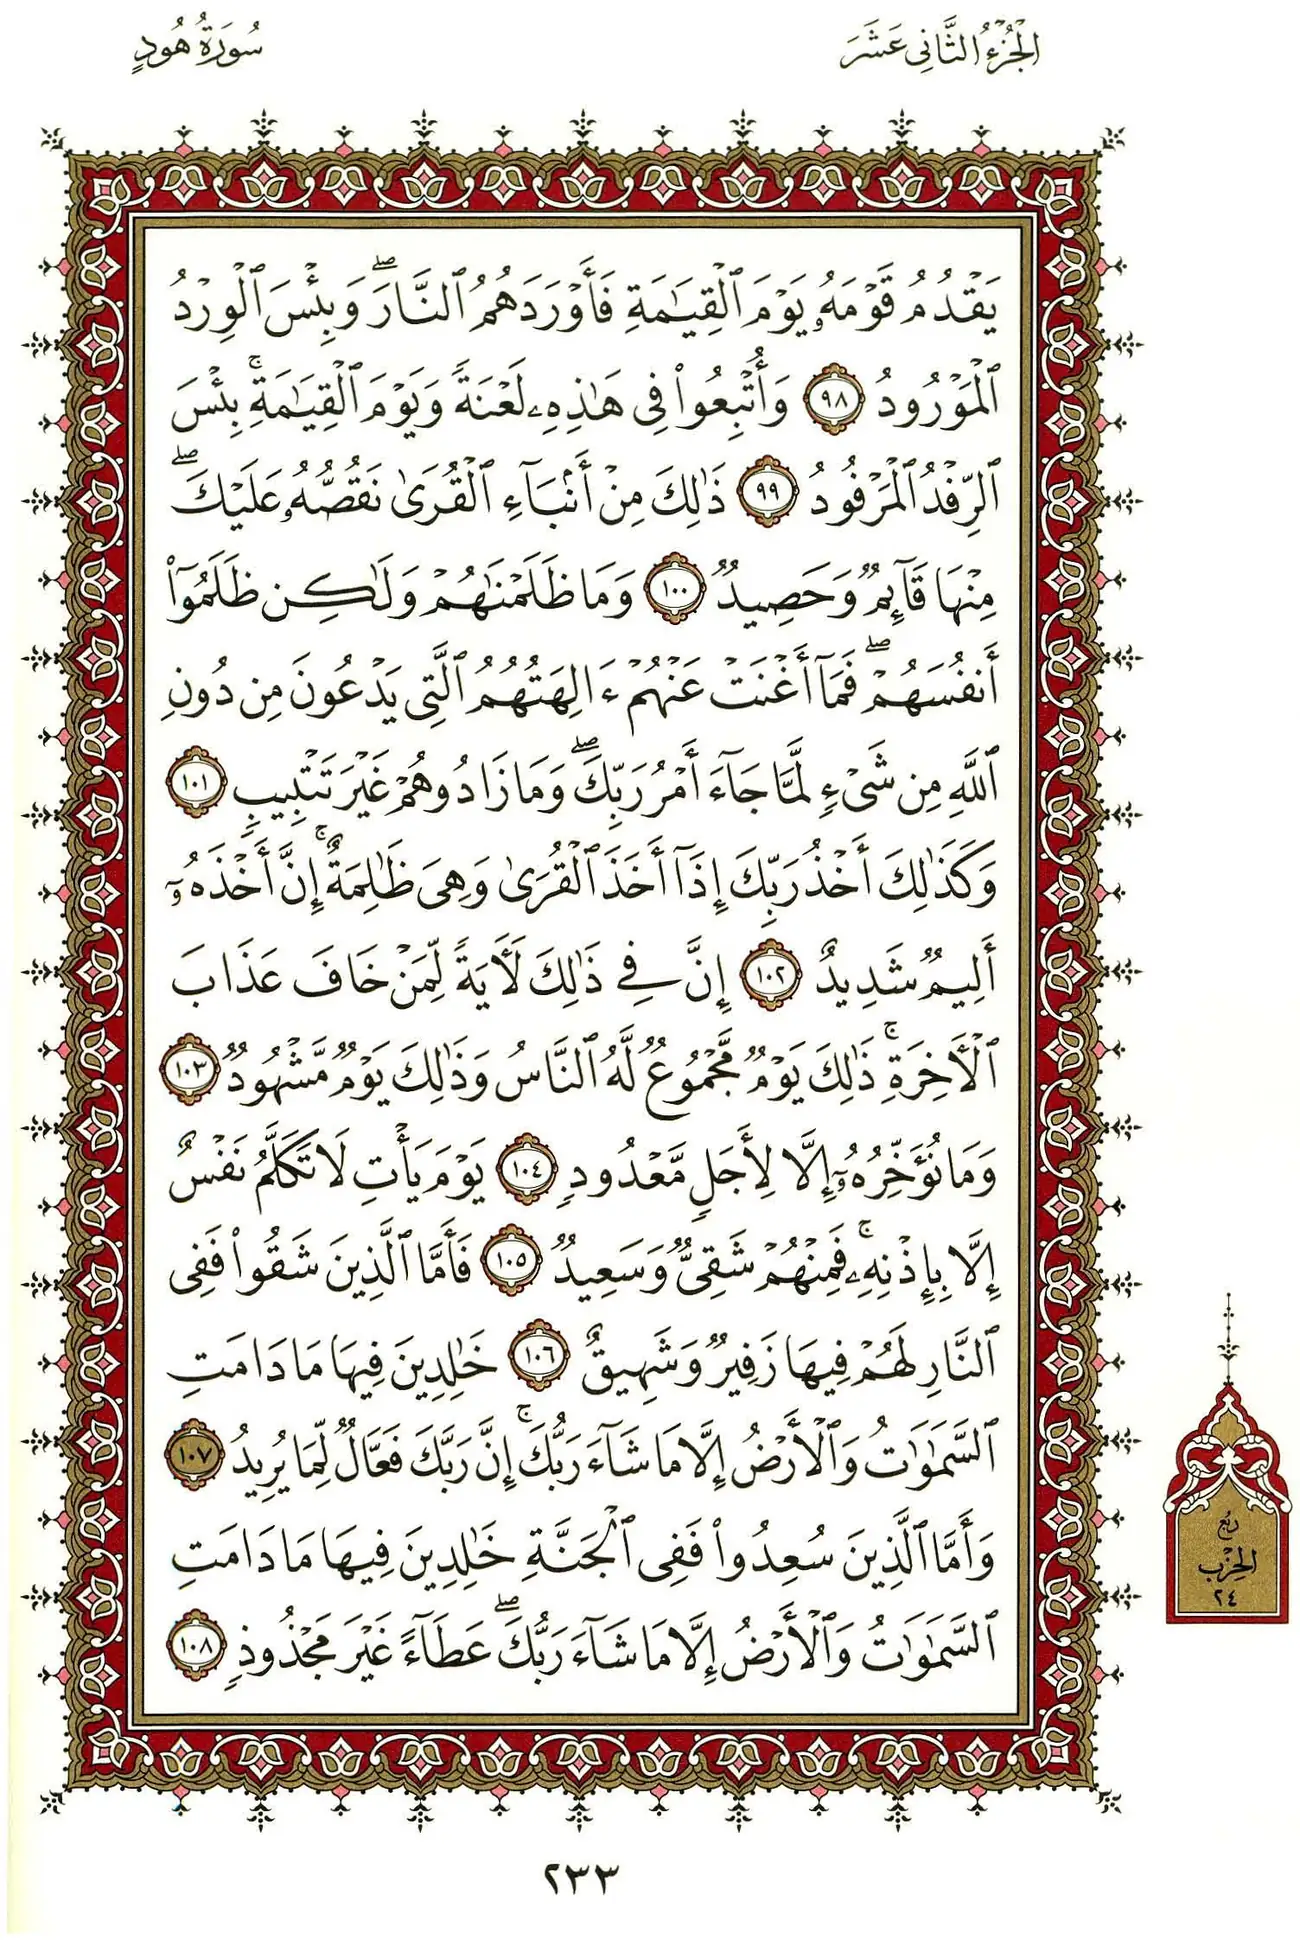 الجُزْءُ الثَّانِى عَشَرَ
سُورَةُ هُودٍ
يَقْدُمُ قَوْمَهُۥ يَوْمَ ٱلْقِيَٰمَةِ فَأَوْرَدَهُمُ ٱلنَّارَۖ وَبِئْسَ ٱلْوِرْدُ
ٱلْمَوْرُودُ ٩٨ وَأُتْبِعُوا۟ فِى هَٰذِهِۦ لَعْنَةً وَيَوْمَ ٱلْقِيَٰمَةِۚ بِئْسَ
ٱلرِّفْدُ ٱلْمَرْفُودُ ٩٩ ذَٰلِكَ مِنْ أَنۢبَآءِ ٱلْقُرَىٰ نَقُصُّهُۥ عَلَيْكَۖ
مِنْهَا قَآئِمٌ وَحَصِيدٌ ١٠٠ وَمَا ظَلَمْنَٰهُمْ وَلَٰكِن ظَلَمُوٓا۟
أَنفُسَهُمْۖ فَمَآ أَغْنَتْ عَنْهُمْ ءَالِهَتُهُمُ ٱلَّتِى يَدْعُونَ مِن دُونِ
ٱللَّهِ مِن شَىْءٍ لَّمَّا جَآءَ أَمْرُ رَبِّكَۖ وَمَا زَادُوهُمْ غَيْرَ تَتْبِيبٍ ١٠١
وَكَذَٰلِكَ أَخْذُ رَبِّكَ إِذَآ أَخَذَ ٱلْقُرَىٰ وَهِىَ ظَٰلِمَةٌۚ إِنَّ أَخْذَهُۥٓ
أَلِيمٌ شَدِيدٌ ١٠٢ إِنَّ فِى ذَٰلِكَ لَءَايَةً لِّمَنْ خَافَ عَذَابَ
ٱلْءَاخِرَةِۚ ذَٰلِكَ يَوْمٌ مَّجْمُوعٌ لَّهُ ٱلنَّاسُ وَذَٰلِكَ يَوْمٌ مَّشْهُودٌ ١٠٣
وَمَا نُؤَخِّرُهُۥٓ إِلَّا لِأَجَلٍ مَّعْدُودٍ ١٠٤ يَوْمَ يَأْتِ لَا تَكَلَّمُ نَفْسٌ
إِلَّا بِإِذْنِهِۦۚ فَمِنْهُمْ شَقِىٌّ وَسَعِيدٌ ١٠٥ فَأَمَّا ٱلَّذِينَ شَقُوا۟ فَفِى
ٱلنَّارِ لَهُمْ فِيهَا زَفِيرٌ وَشَهِيقٌ ١٠٦ خَٰلِدِينَ فِيهَا مَا دَامَتِ
ٱلسَّمَٰوَٰتُ وَٱلْأَرْضُ إِلَّا مَا شَآءَ رَبُّكَۚ إِنَّ رَبَّكَ فَعَّالٌ لِّمَا يُرِيدُ ١٠٧
وَأَمَّا ٱلَّذِينَ سُعِدُوا۟ فَفِى ٱلْجَنَّةِ خَٰلِدِينَ فِيهَا مَا دَامَتِ
ٱلسَّمَٰوَٰتُ وَٱلْأَرْضُ إِلَّا مَا شَآءَ رَبُّكَۖ عَطَآءً غَيْرَ مَجْذُوذٍ ١٠٨
رُبْعُ
الحِزْب
٢٤
٢٣٣